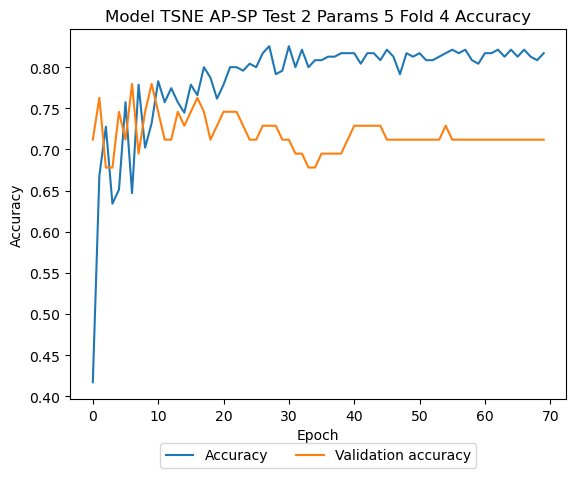 Model TSNE AP-SP Test 2 Params 5 Fold 4 Accuracy
0.80
0.75
0.70
0.65
0.60
0.55
0.50
0.45
0.40
Accuracy
0 10 20 30 40 50 60 70
Epoch
Accuracy Validation accuracy